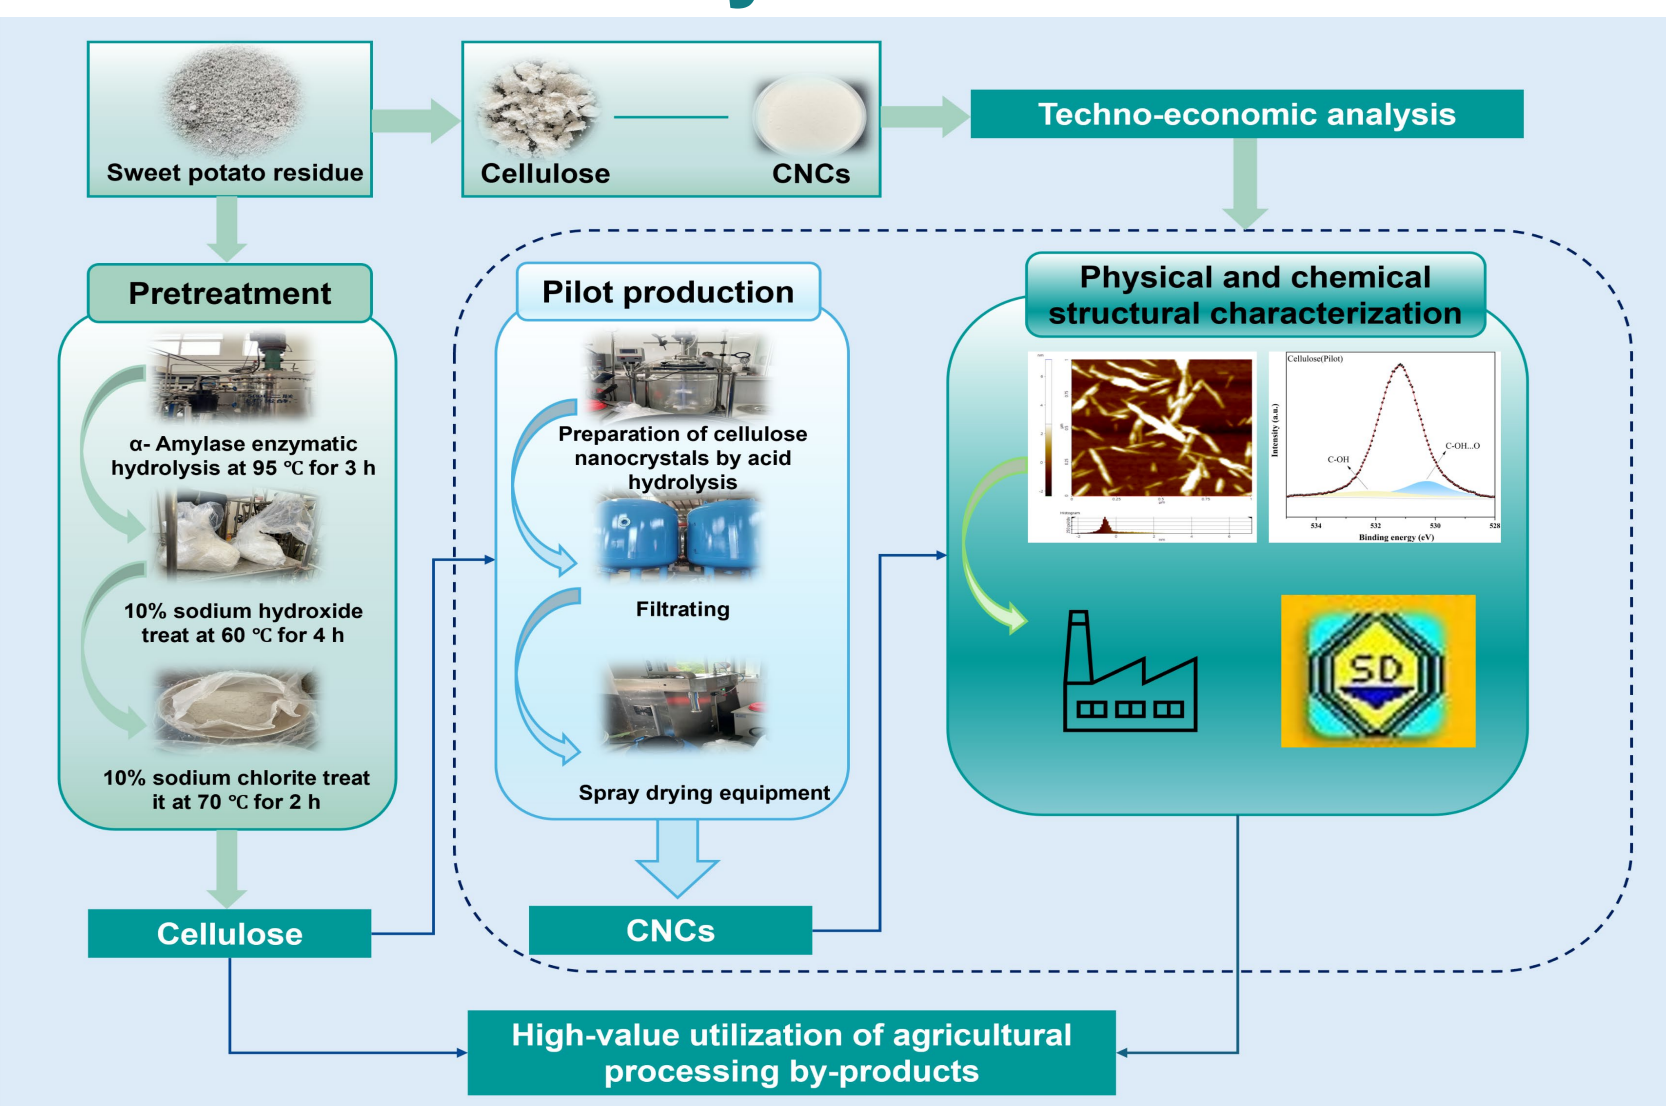 Sweet potato residue
Cellulose
CNCs
Techno-economic analysis
Pretreatment
α- Amylase enzymatic
hydrolysis at 95 ℃ for 3 h
10% sodium hydroxide
treat at 60 ℃ for 4 h
10% sodium chlorite treat
it at 70 ℃ for 2 h
Cellulose
Pilot production
Preparation of cellulose
nanocrystals by acid
hydrolysis
Filtrating
Spray drying equipment
CNCs
Physical and chemical
structural characterization
Cellulose(Pilot)
Intensity (a.u.)
C-OH
C-OH...O
534 532 530 528
Binding energy (eV)
SD
High-value utilization of agricultural
processing by-products